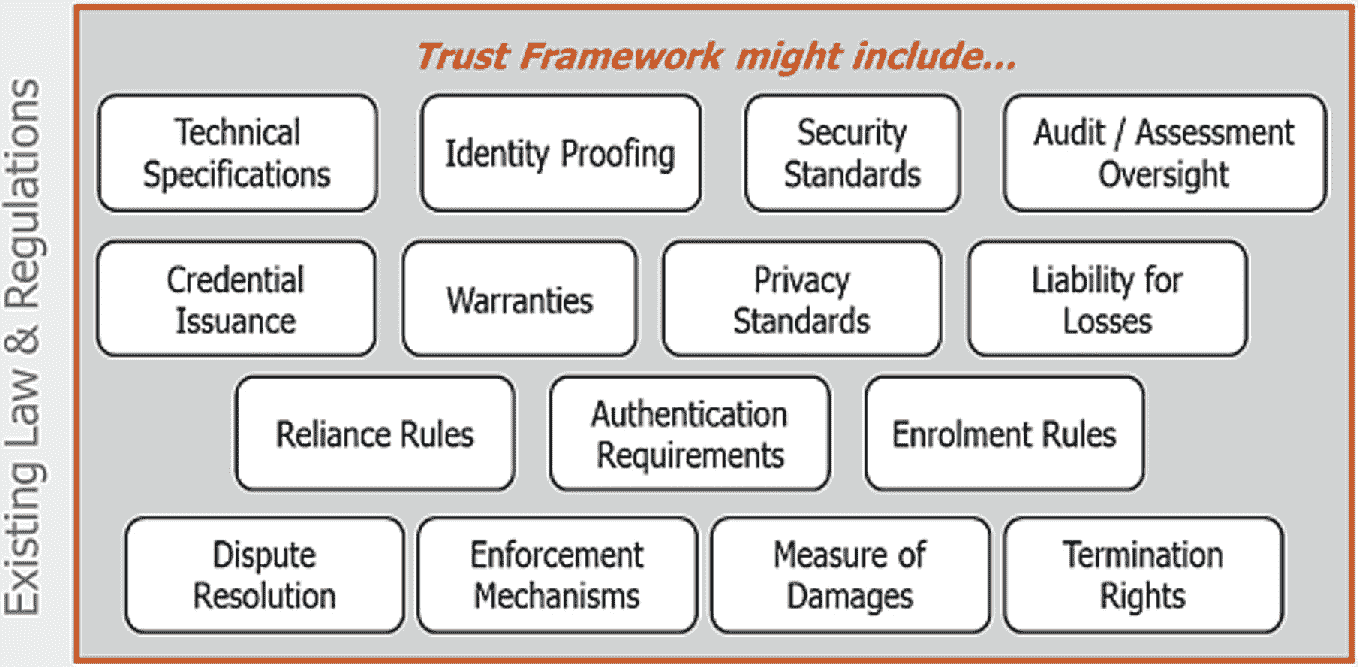 Existing Law & Regulations
Trust Framework might include...
Technical
Specifications
Identity Proofing
Security
Standards
Audit / Assessment
Oversight
Credential
Issuance
Warranties
Privacy
Standards
Liability for
Losses
Reliance Rules
Authentication
Requirements
Enrolment Rules
Dispute
Resolution
Enforcement
Mechanisms
Measure of
Damages
Termination
Rights